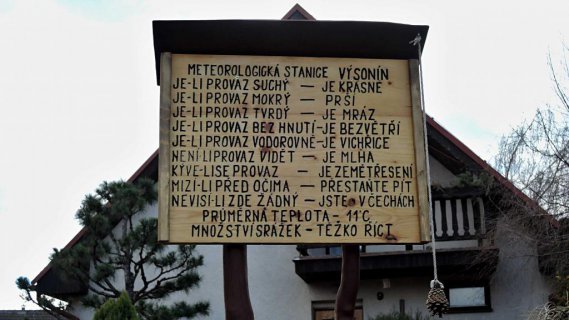 METEOROLOGICKÁ STANICE VÝSONÍN
JE-LI PROVAZ SUCHÝ — JE KRÁSNĚ
JE-LI PROVAZ MOKRÝ — PRŠÍ
JE-LI PROVAZ TVRDÝ — JE MRÁZ
JE-LI PROVAZ BEZ HNUTÍ-JE BEZVĚTŘÍ
JE-LI PROVAZ VODOROVNĚ-JE VICHŘICE
NENÍ-LI PROVAZ VIDĚT — JE MLHA
KÝVE-LI SE PROVAZ — JE ZEMĚTŘESENÍ
MIZÍ-LI PŘED OČIMA — PŘESTAŇTE PÍT
NEVISÍ-LI ZDE ŽÁDNÝ — JSTE V ČECHÁCH
PRŮMĚRNÁ TEPLOTA - 11°C
MNOŽSTVÍ SRÁŽEK - TĚŽKO ŘÍCT